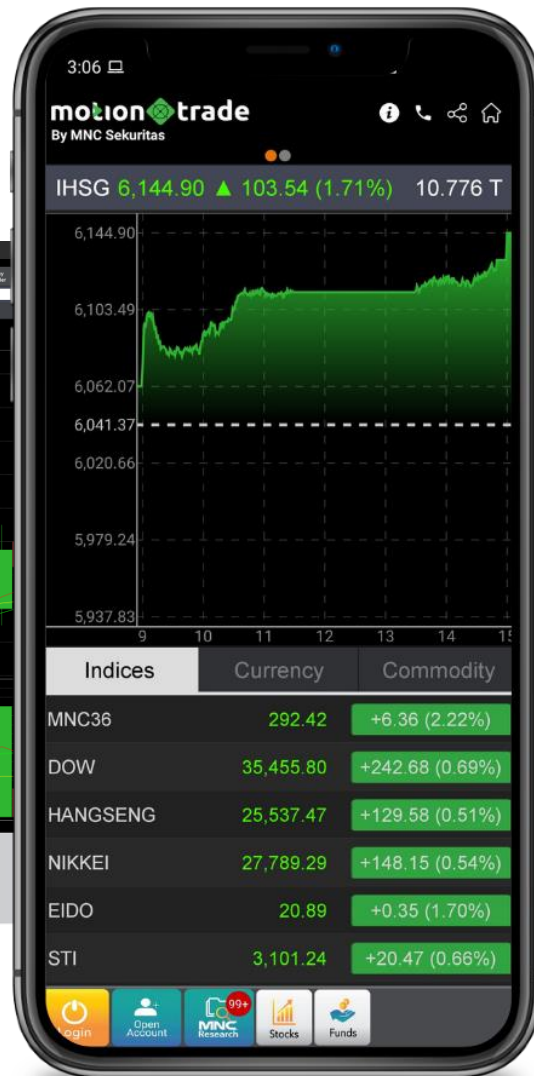 3:06
motion trade
By MNC Sekuritas
IHSG 6,144.90 ▲ 103.54 (1.71%) 10.776 T
6,144.90
6,103.49
6,062.07
6,041.37
6,020.66
5,979.24
5,937.83
9 10 11 12 13 14
Indices Currency Commodity
MNC36 292.42 +6.36 (2.22%)
DOW 35,455.80 +242.68 (0.69%)
HANGSENG 25,537.47 +129.58 (0.51%)
NIKKEI 27,789.29 +148.15 (0.54%)
EIDO 20.89 +0.35 (1.70%)
STI 3,101.24 +20.47 (0.66%)
99+
Login Open Account MNC Research Stocks Funds